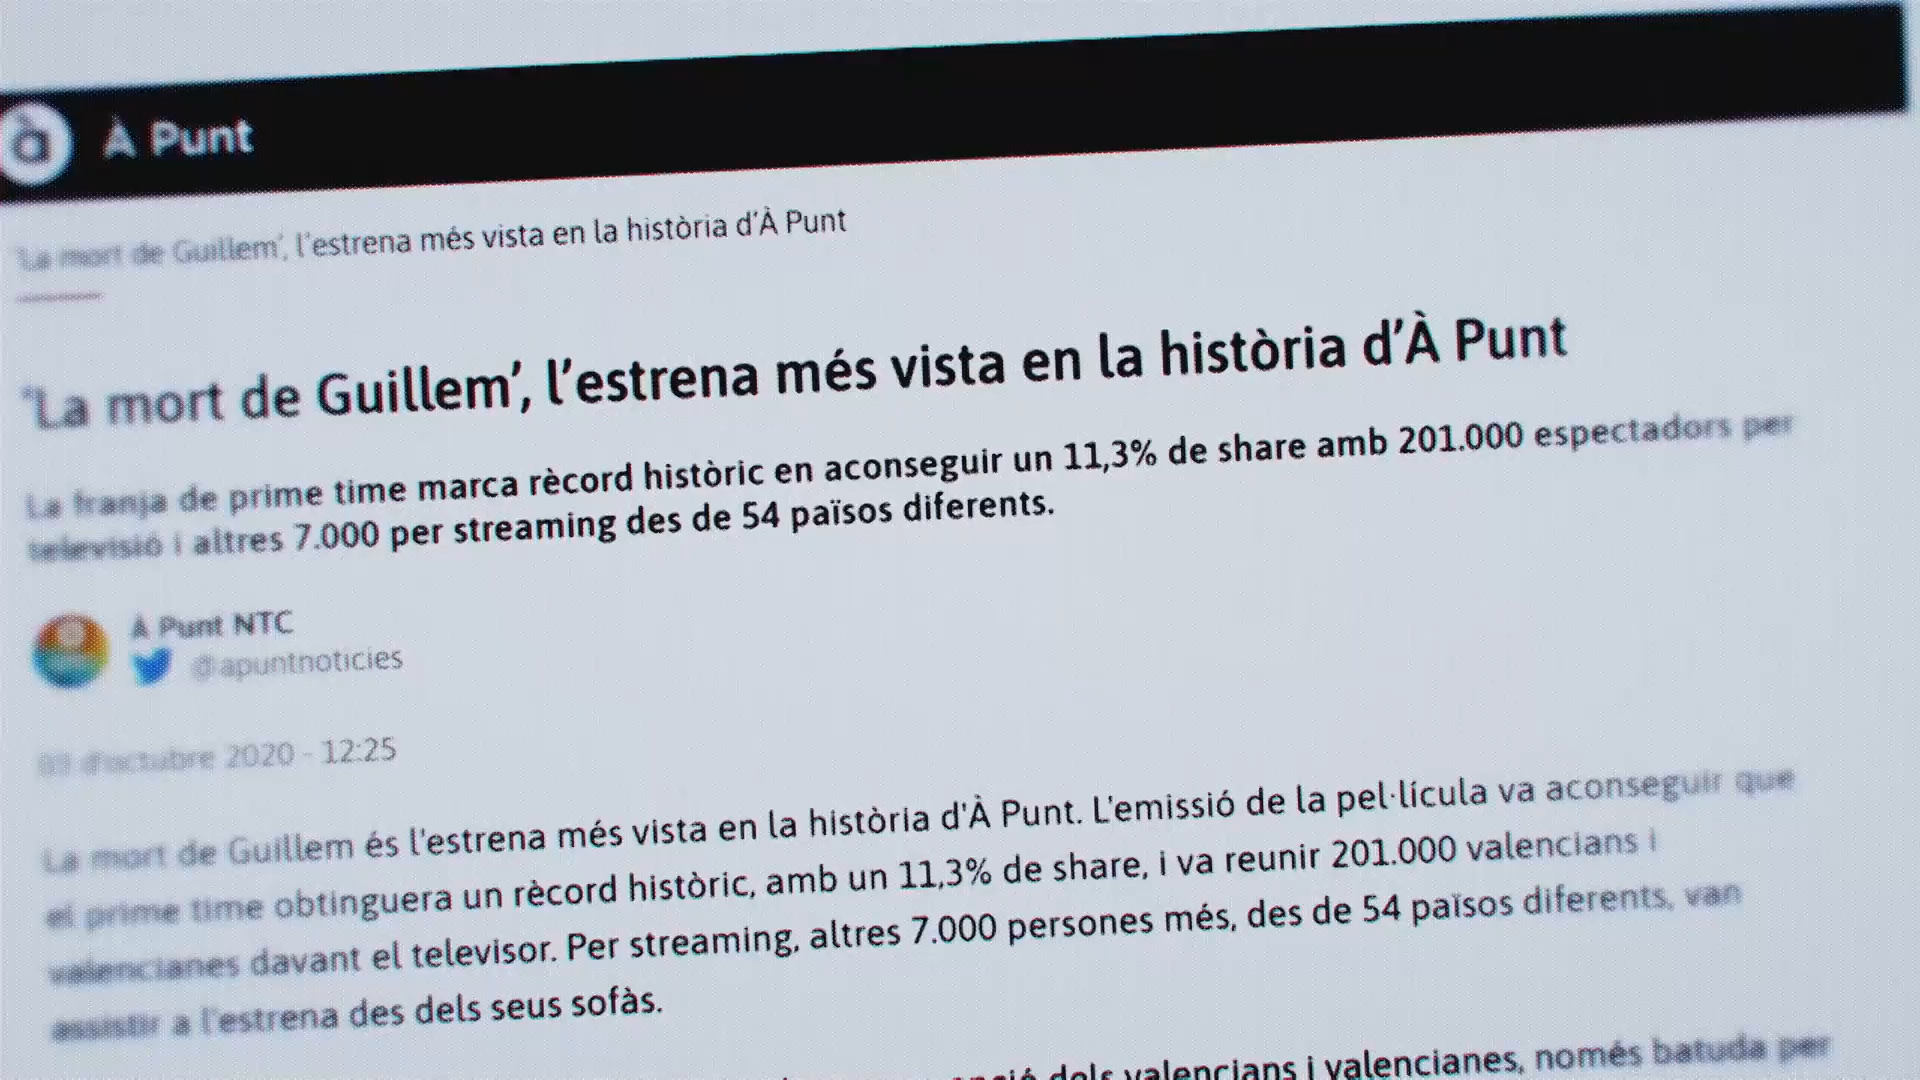 à À Punt
'La mort de Guillem', l'estrena més vista en la història d'À Punt
'La mort de Guillem', l'estrena més vista en la història d'À Punt
La franja de prime time marca rècord històric en aconseguir un 11,3% de share amb 201.000 espectadors per
televisió i altres 7.000 per streaming des de 54 països diferents.
À Punt NTC
@apuntnoticies
d'octubre 2020 - 12:25
La mort de Guillem és l'estrena més vista en la història d'À Punt. L'emissió de la pel·lícula va aconseguir que
el prime time obtinguera un rècord històric, amb un 11,3% de share, i va reunir 201.000 valencians i
valencianes davant el televisor. Per streaming, altres 7.000 persones més, des de 54 països diferents, van
assistir a l'estrena des dels seus sofàs.
dels valencians i valencianes, només batuda per